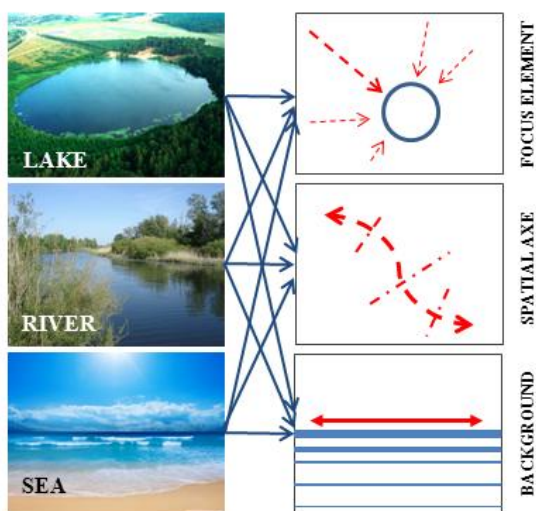 LAKE
FOCUS ELEMENT
RIVER
SPATIAL AXE
SEA
BACKGROUND